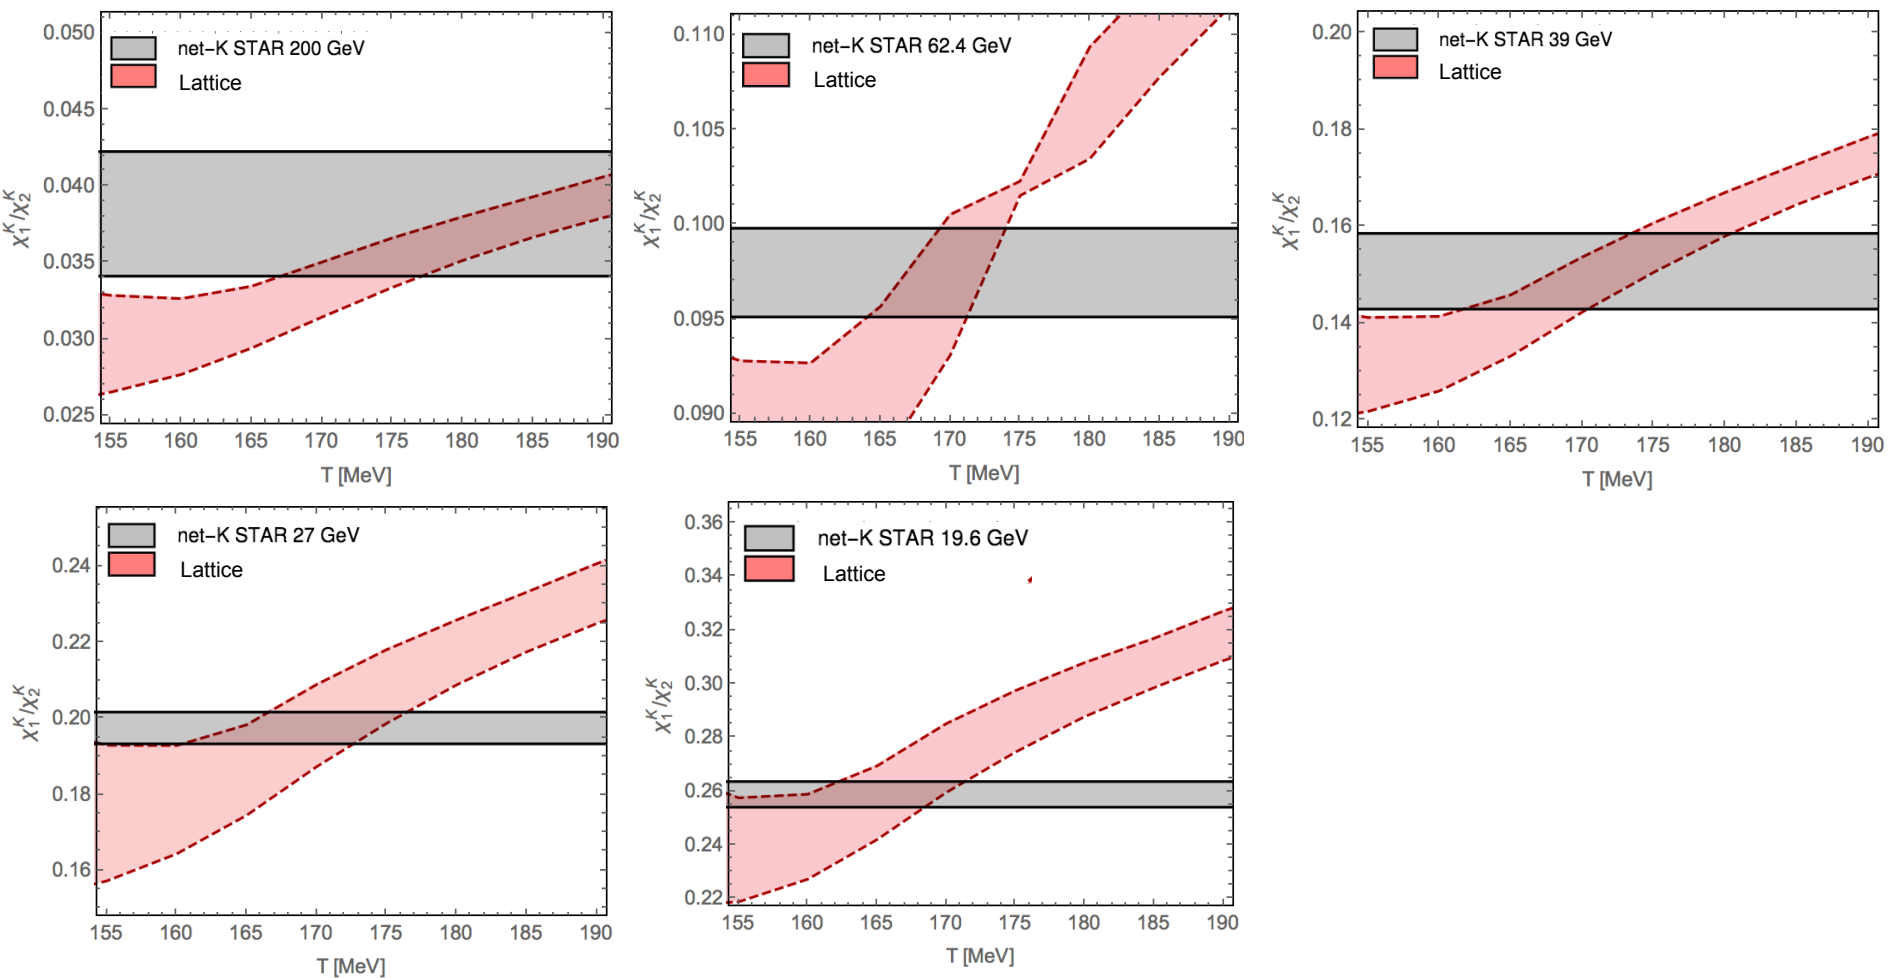 net-K STAR 200 GeV
Lattice
0.050
0.045
0.040
0.035
0.030
0.025
χ₁ᴷ/χ₂ᴷ
155 160 165 170 175 180 185 190
T [MeV]
net-K STAR 62.4 GeV
Lattice
0.110
0.105
0.100
0.095
0.090
χ₁ᴷ/χ₂ᴷ
155 160 165 170 175 180 185 190
T [MeV]
net-K STAR 39 GeV
Lattice
0.20
0.18
0.16
0.14
0.12
χ₁ᴷ/χ₂ᴷ
155 160 165 170 175 180 185 190
T [MeV]
net-K STAR 27 GeV
Lattice
0.24
0.22
0.20
0.18
0.16
χ₁ᴷ/χ₂ᴷ
155 160 165 170 175 180 185 190
T [MeV]
net-K STAR 19.6 GeV
Lattice
0.36
0.34
0.32
0.30
0.28
0.26
0.24
0.22
χ₁ᴷ/χ₂ᴷ
155 160 165 170 175 180 185 190
T [MeV]